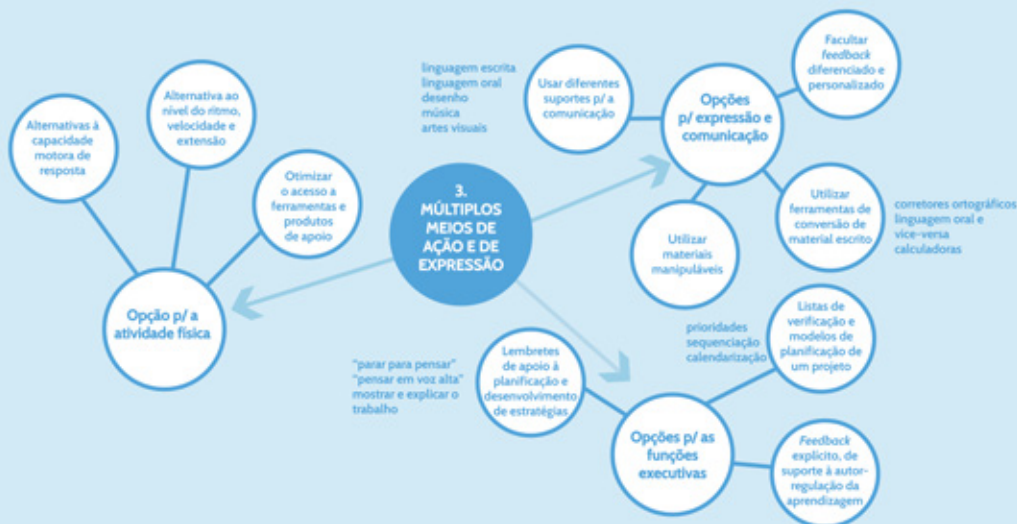 3.
MÚLTIPLOS
MEIOS DE
AÇÃO E DE
EXPRESSÃO
Opção p/ a
atividade física
Alternativas à
capacidade
motora de
resposta
Alternativa ao
nível do ritmo,
velocidade e
extensão
Otimizar
o acesso a
ferramentas e
produtos
de apoio
Opções
p/ expressão e
comunicação
linguagem escrita
linguagem oral
desenho
música
artes visuais
Usar diferentes
suportes p/ a
comunicação
Facultar
feedback
diferenciado e
personalizado
Utilizar
materiais
manipuláveis
Utilizar
ferramentas de
conversão de
material escrito
corretores ortográficos
linguagem oral e
vice-versa
calculadoras
Opções p/ as
funções
executivas
"parar para pensar"
"pensar em voz alta"
mostrar e explicar o
trabalho
Lembretes
de apoio à
planificação e
desenvolvimento
de estratégias
prioridades
sequenciação
calendarização
Listas de
verificação e
modelos de
planificação de
um projeto
Feedback
explícito, de
suporte à autor-
regulação da
aprendizagem